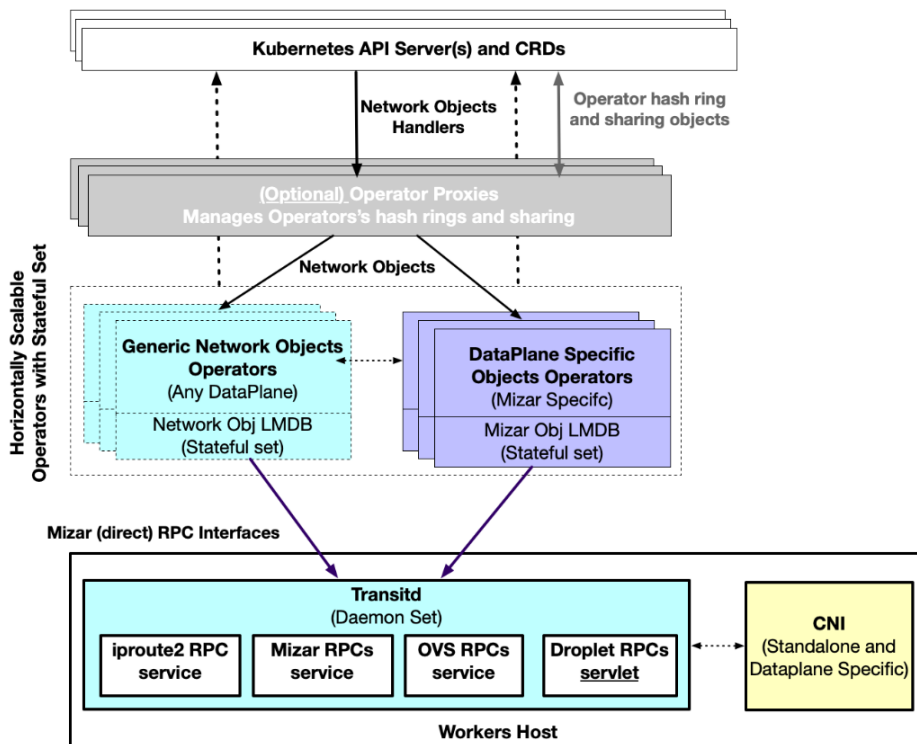 Kubernetes API Server(s) and CRDs
Network Objects
Handlers
Operator hash ring
and sharing objects
(Optional) Operator Proxies
Manages Operators's hash rings and sharing
Network Objects
Horizontally Scalable
Operators with Stateful Set
Generic Network Objects
Operators
(Any DataPlane)
Network Obj LMDB
(Stateful set)
DataPlane Specific
Objects Operators
(Mizar Specifc)
Mizar Obj LMDB
(Stateful set)
Mizar (direct) RPC Interfaces
Transitd
(Daemon Set)
iproute2 RPC
service
Mizar RPCs
service
OVS RPCs
service
Droplet RPCs
servlet
CNI
(Standalone and
Dataplane Specific)
Workers Host